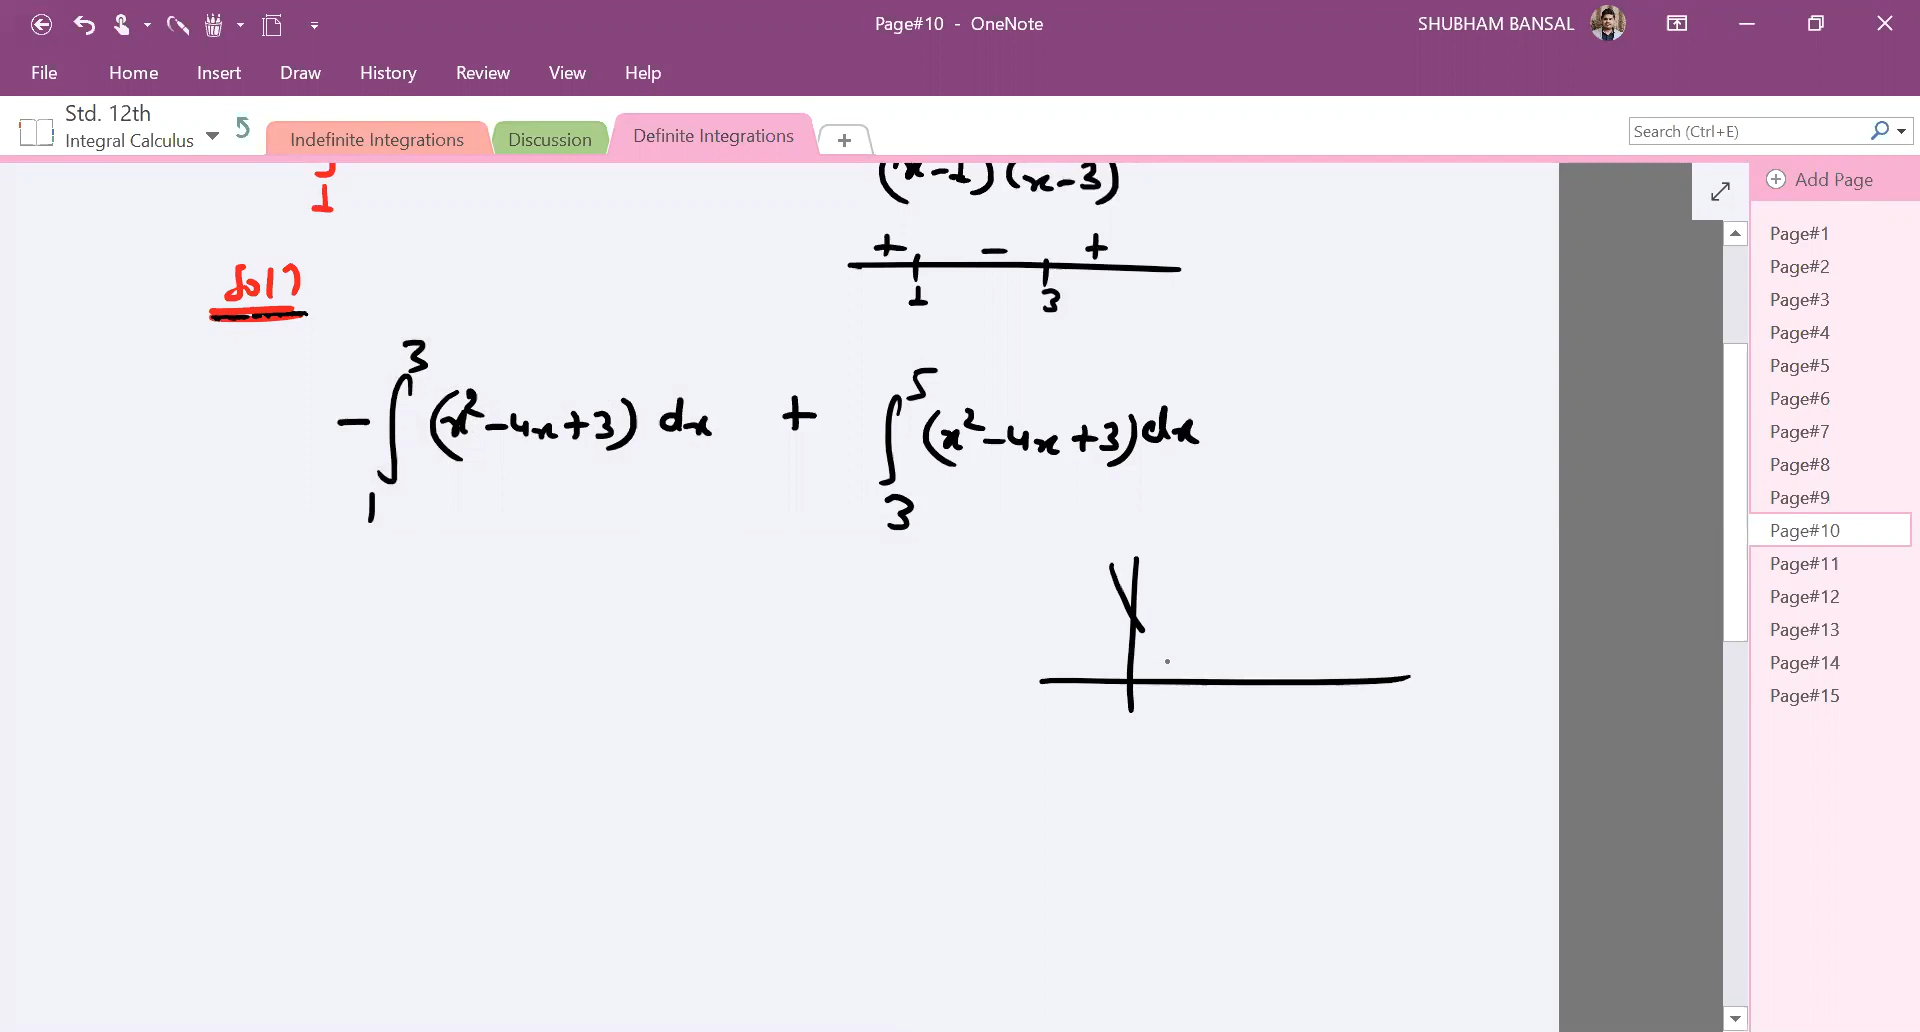 Page#10 - OneNote
SHUBHAM BANSAL
File Home Insert Draw History Review View Help
Std. 12th
Integral Calculus
Indefinite Integrations
Discussion
Definite Integrations
+
Search (Ctrl+E)
Add Page
Page#1
Page#2
Page#3
Page#4
Page#5
Page#6
Page#7
Page#8
Page#9
Page#10
Page#11
Page#12
Page#13
Page#14
Page#15
1
(x-1)(x-3)
+ - +
1 3
Sol?
-∫₁³ (x²-4x+3) dx + ∫₃⁵ (x²-4x+3) dx